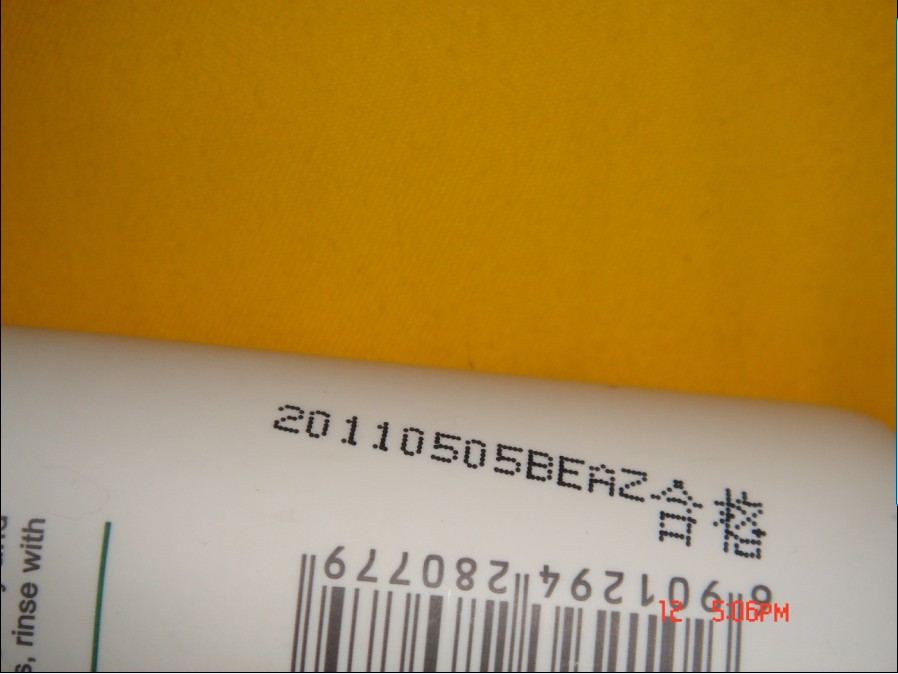 20110505BEAZ合格
6 901294 280779
12 5:06PM
rinse with